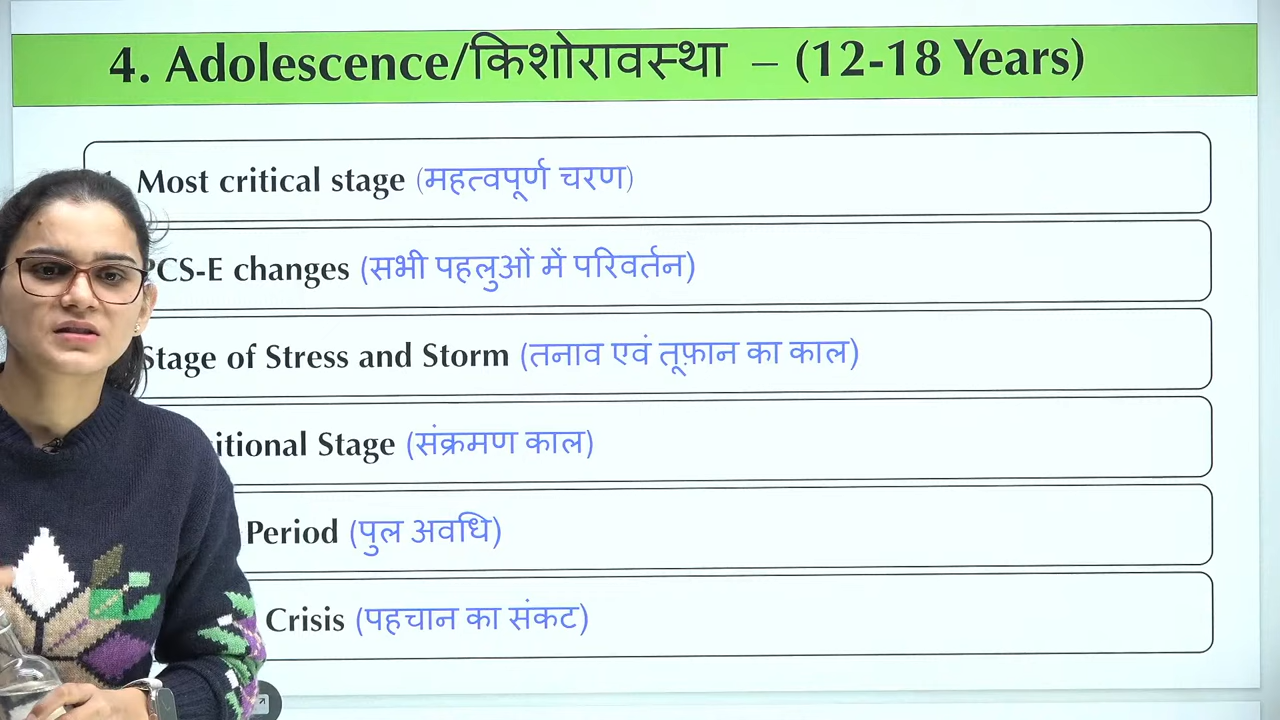 4. Adolescence/किशोरावस्था – (12-18 Years)
Most critical stage (महत्वपूर्ण चरण)
PCS-E changes (सभी पहलुओं में परिवर्तन)
Stage of Stress and Storm (तनाव एवं तूफ़ान का काल)
itional Stage (संक्रमण काल)
Period (पुल अवधि)
Crisis (पहचान का संकट)